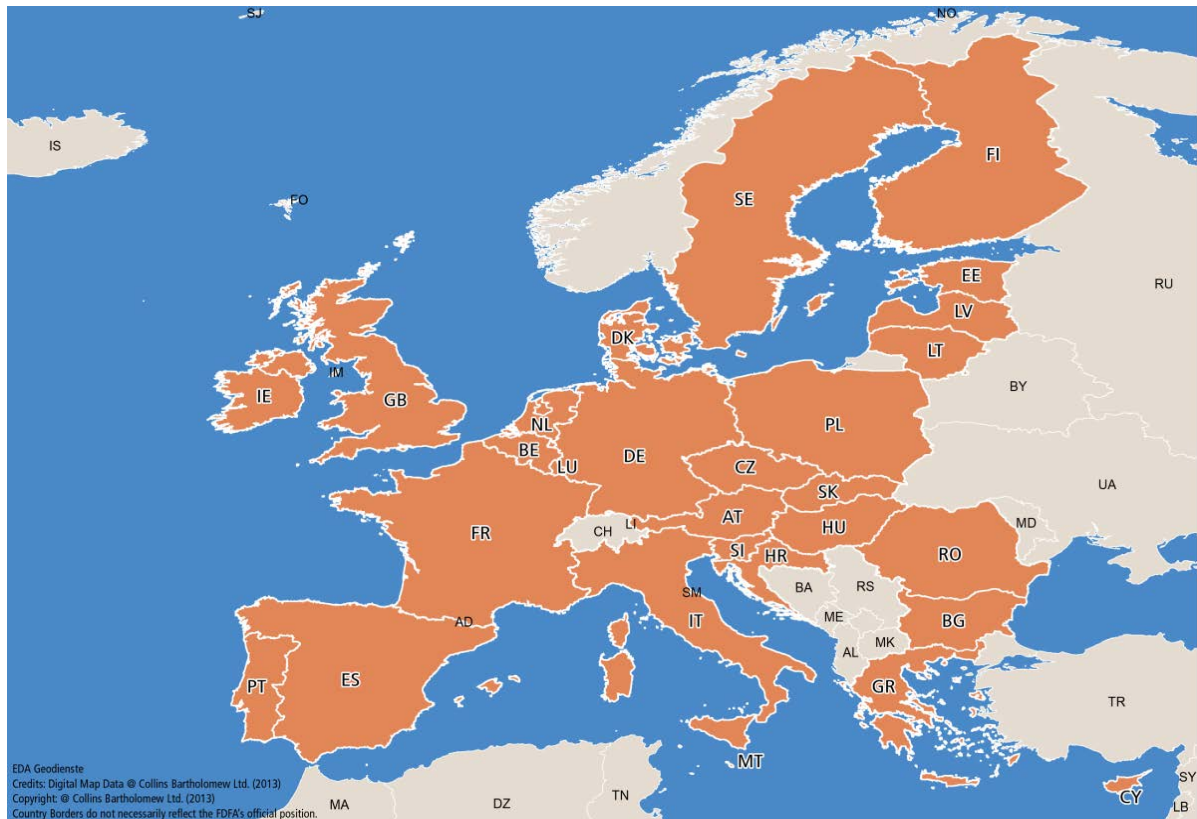 SJ
NO
IS
FO
FI
SE
EE
RU
LV
DK
LT
IM
IE
GB
BY
NL
PL
BE
LU
DE
CZ
UA
SK
AT
MD
CH
LI
HU
FR
SI
HR
RO
BA
RS
SM
ME
AD
IT
BG
MK
AL
PT
ES
GR
TR
MT
EDA Geodienste
Credits: Digital Map Data @ Collins Bartholomew Ltd. (2013)
Copyright: @ Collins Bartholomew Ltd. (2013)
Country Borders do not necessarily reflect the FDFA's official position.
MA
DZ
TN
CY
SY
LB